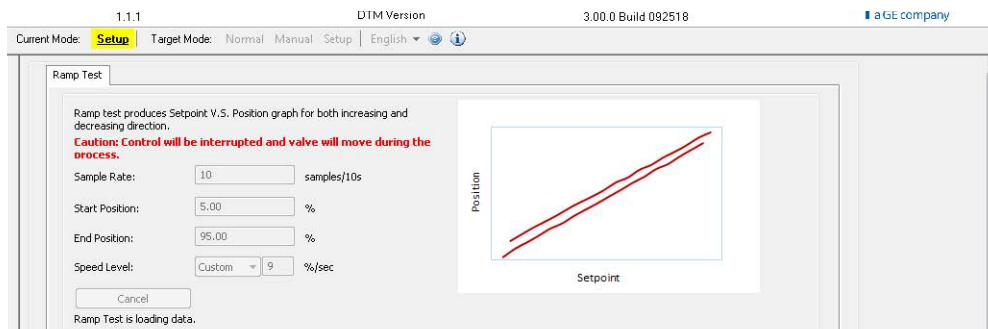 1.1.1 DTM Version 3.00.0 Build 092518 a GE company
Current Mode: Setup Target Mode: Normal Manual Setup English
Ramp Test
Ramp test produces Setpoint V.S. Position graph for both increasing and
decreasing direction.
Caution: Control will be interrupted and valve will move during the
process.
Sample Rate: 10 samples/10s
Start Position: 5.00 %
End Position: 95.00 %
Speed Level: Custom 9 %/sec
Cancel
Ramp Test is loading data.
Position
Setpoint